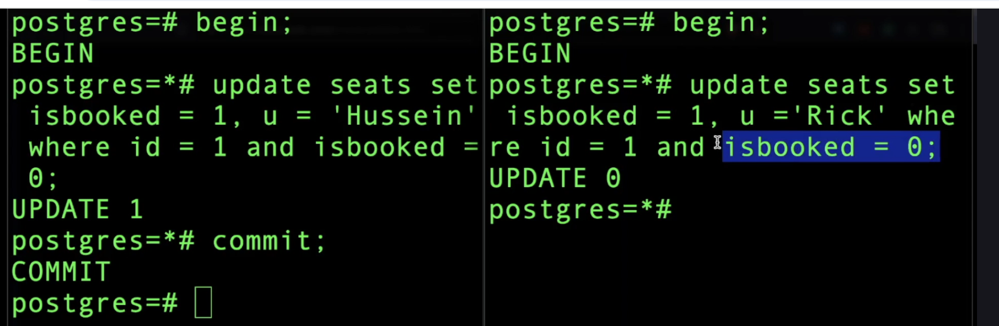 postgres=# begin;
BEGIN
postgres=*# update seats set
isbooked = 1, u = 'Hussein'
where id = 1 and isbooked =
0;
UPDATE 1
postgres=*# commit;
COMMIT
postgres=#
postgres=# begin;
BEGIN
postgres=*# update seats set
isbooked = 1, u ='Rick' whe
re id = 1 and isbooked = 0;
UPDATE 0
postgres=*#